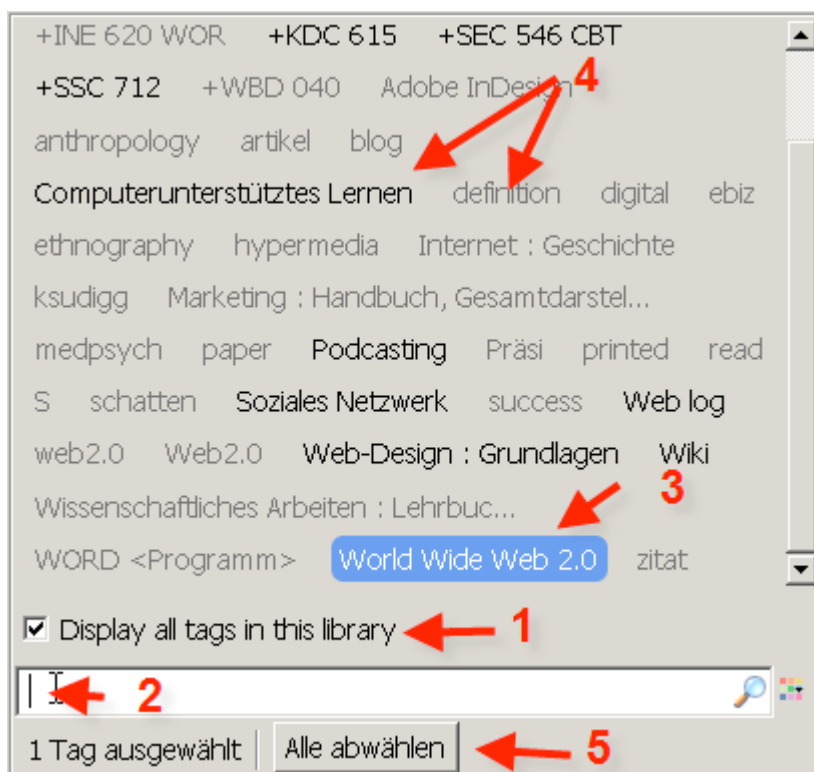 +INE 620 WOR +KDC 615 +SEC 546 CBT
+SSC 712 +WBD 040 Adobe InDesign 4
anthropology artikel blog
Computerunterstütztes Lernen definition digital ebiz
ethnography hypermedia Internet : Geschichte
ksudigg Marketing : Handbuch, Gesamtdarstel...
medpsych paper Podcasting Präsi printed read
S schatten Soziales Netzwerk success Web log
web2.0 Web2.0 Web-Design : Grundlagen Wiki
Wissenschaftliches Arbeiten : Lehrbuc... 3
WORD <Programm> World Wide Web 2.0 zitat
Display all tags in this library 1
2
1 Tag ausgewählt Alle abwählen 5